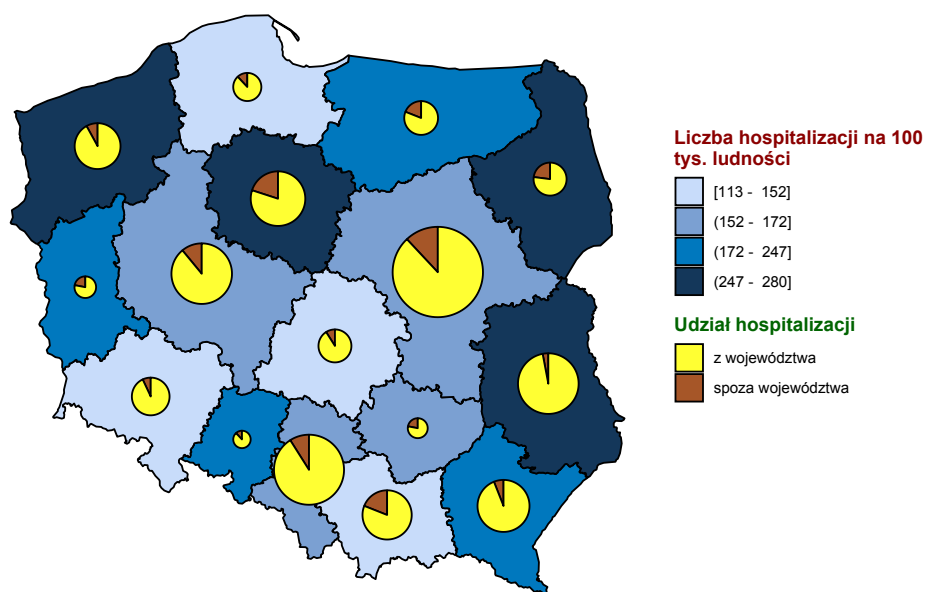 Liczba hospitalizacji na 100
tys. ludności
[113 - 152]
(152 - 172]
(172 - 247]
(247 - 280]
Udział hospitalizacji
z województwa
spoza województwa